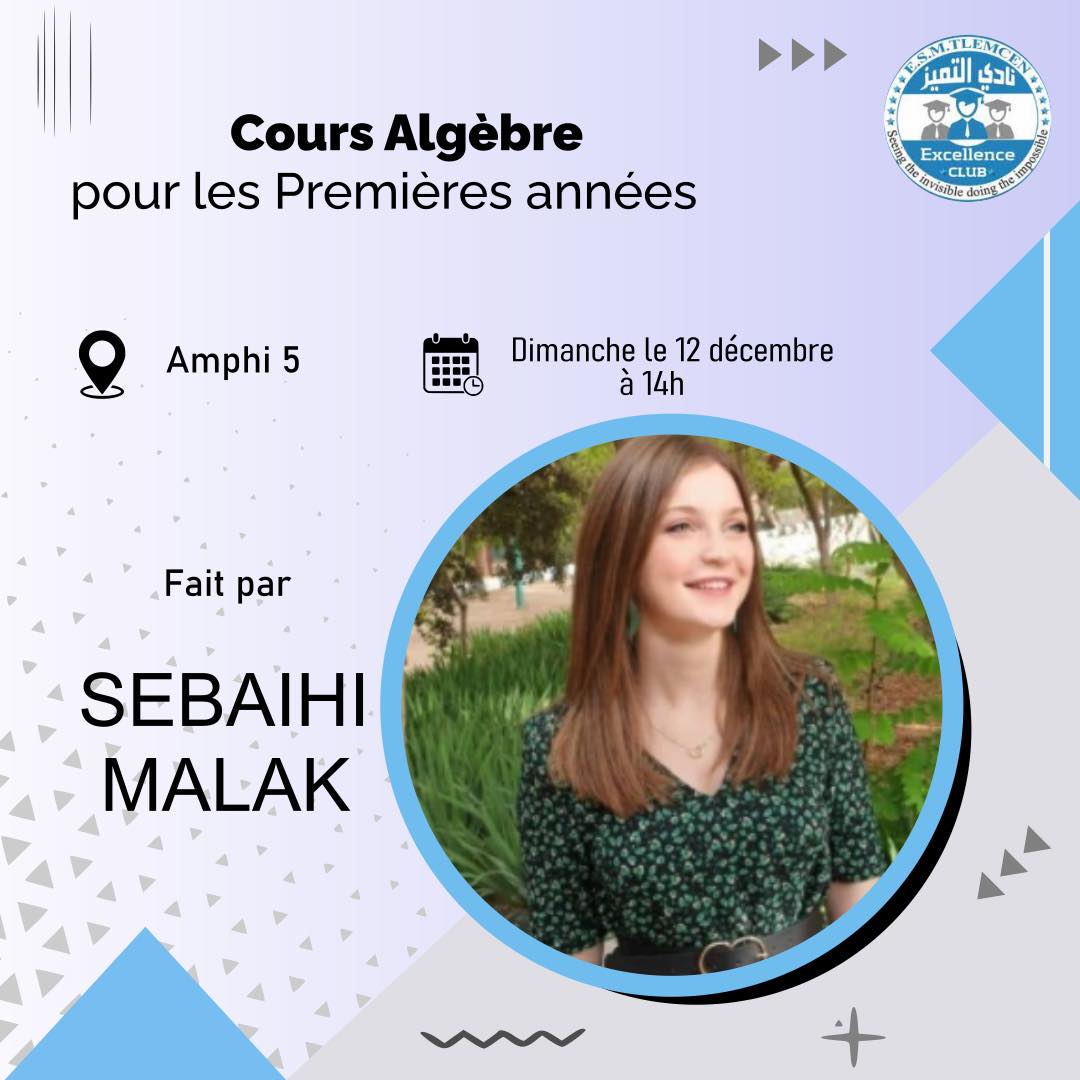 E.S.M.TLEMCEN
نادي التميز
Excellence
CLUB
Seeing the invisible doing the impossible
Cours Algèbre
pour les Premières années
Amphi 5
Dimanche le 12 décembre
à 14h
Fait par
SEBAIHI
MALAK